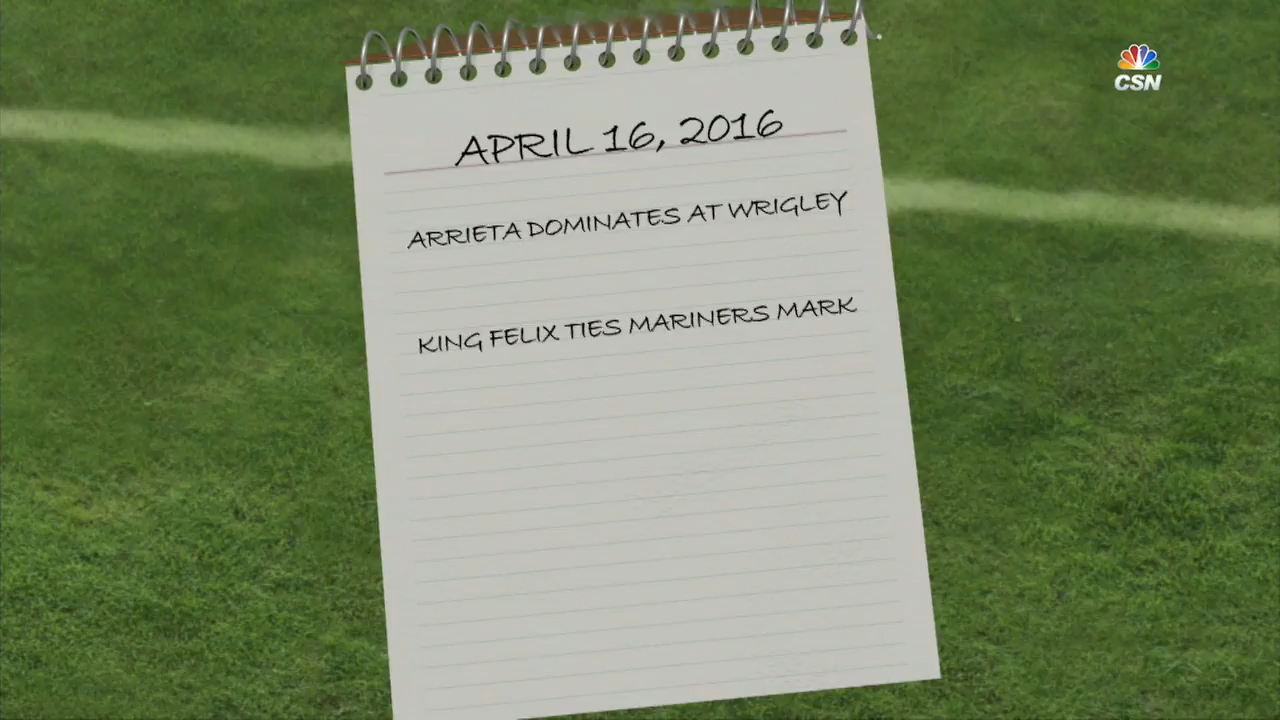 CSN
APRIL 16, 2016
ARRIETA DOMINATES AT WRIGLEY
KING FELIX TIES MARINERS MARK